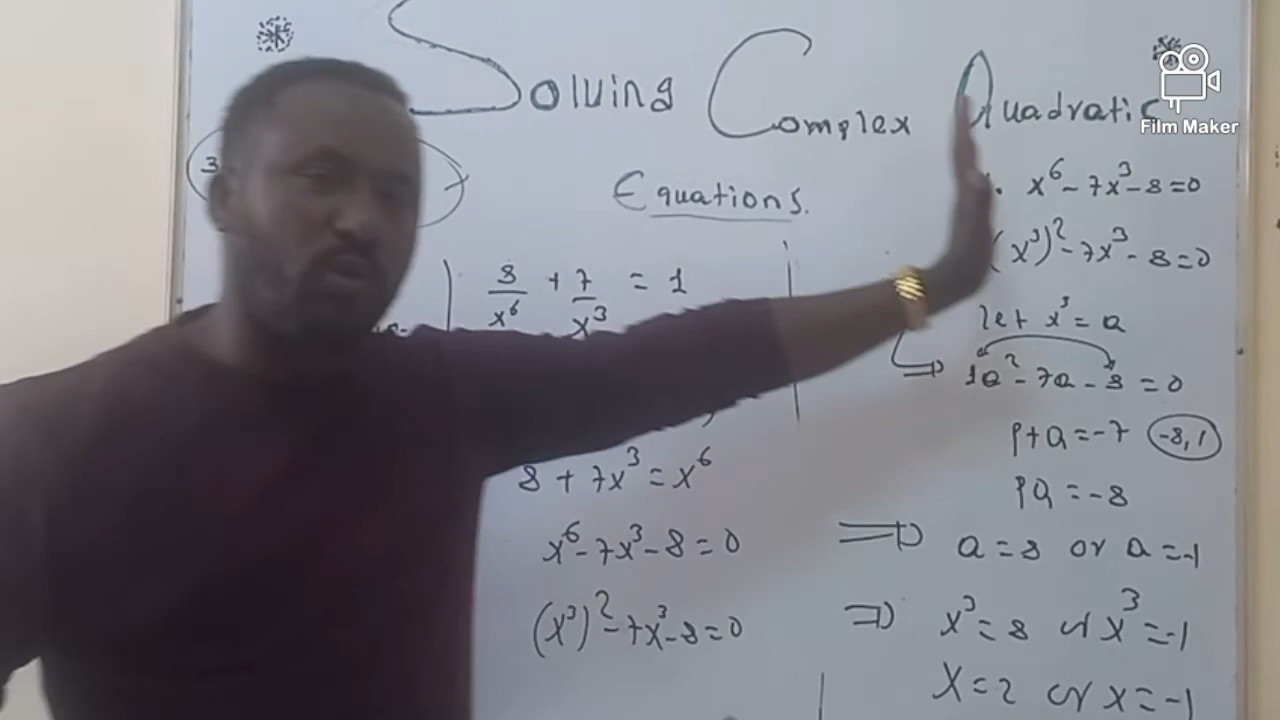 Solving Complex Quadratic
Equations.
3
8/x⁶ + 7/x³ = 1
8 + 7x³ = x⁶
x⁶ - 7x³ - 8 = 0
(x³)² - 7x³ - 8 = 0
. x⁶ - 7x³ - 8 = 0
(x³)² - 7x³ - 8 = 0
let x³ = a
⇒ 1a² - 7a - 8 = 0
P+Q = -7 -8,1
PQ = -8
⇒ a = 8 or a = -1
⇒ x³ = 8 or x³ = -1
x = 2 or x = -1
Film Maker